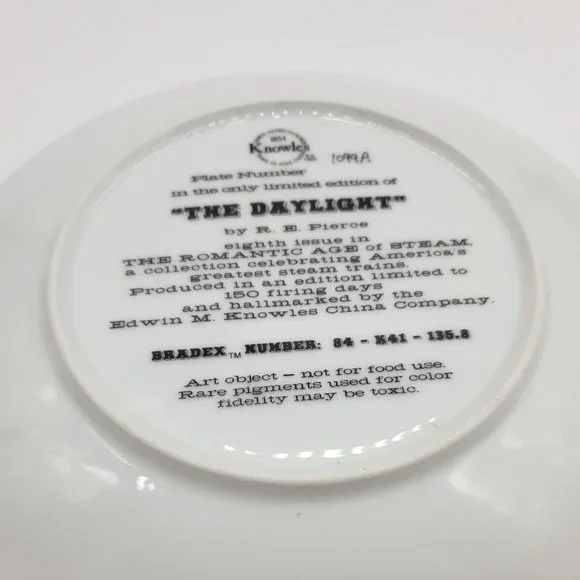 1854
Knowles
Plate Number 1099A
in the only limited edition of
"THE DAYLIGHT"
by R. E. Pierce
eighth issue in
THE ROMANTIC AGE of STEAM,
a collection celebrating America's
greatest steam trains.
Produced in an edition limited to
150 firing days
and hallmarked by the
Edwin M. Knowles China Company.
BRADEX TM NUMBER: 84 - K41 - 135.8
Art object – not for food use.
Rare pigments used for color
fidelity may be toxic.